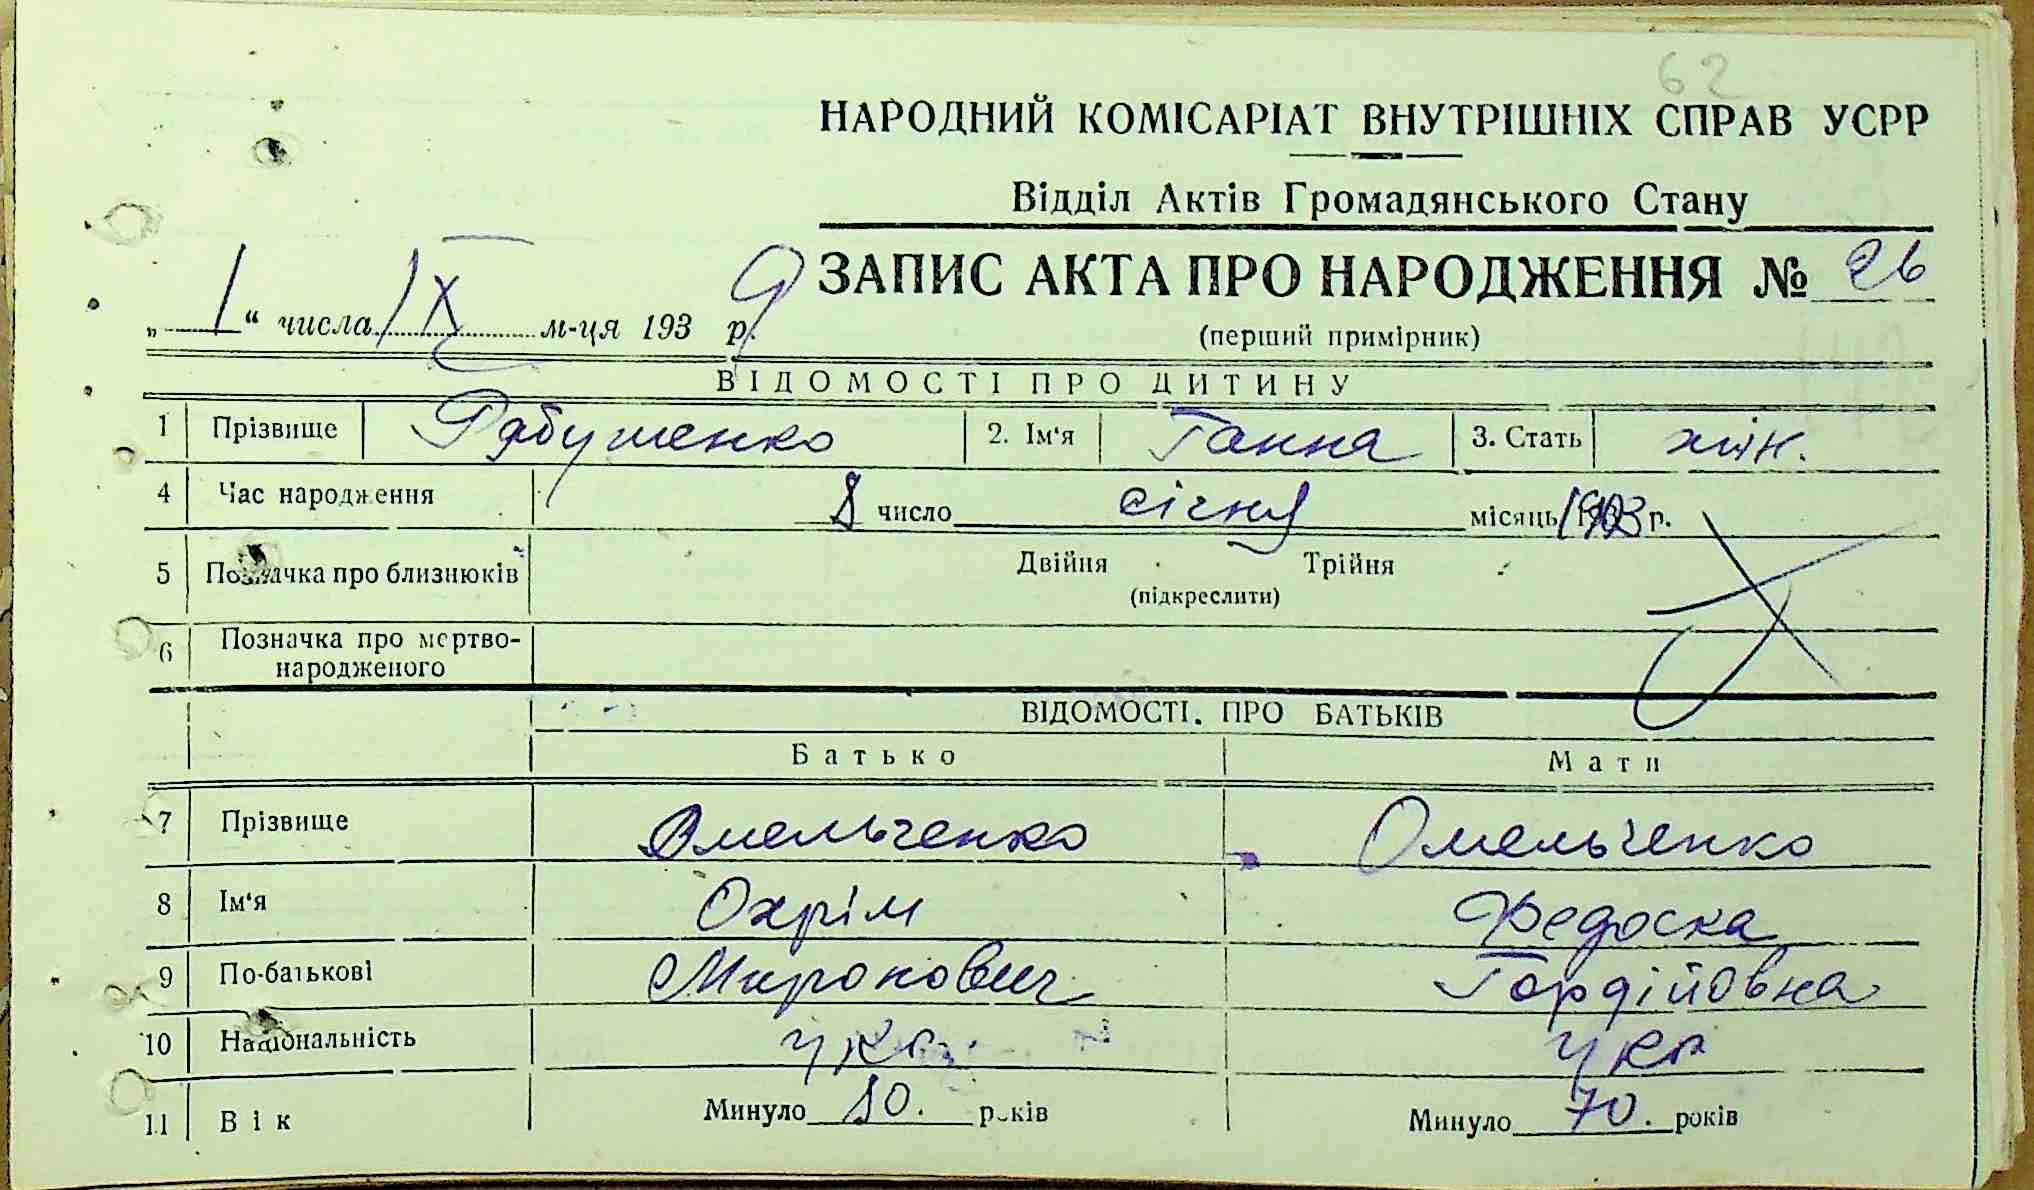 62
НАРОДНИЙ КОМІСАРІАТ ВНУТРІШНІХ СПРАВ УСРР
Відділ Актів Громадянського Стану
ЗАПИС АКТА ПРО НАРОДЖЕННЯ № 26
„1“ числа IX м-ця 1939 р.
(перший примірник)
ВІДОМОСТІ ПРО ДИТИНУ
1 Прізвище Рябушенко 2. Ім‘я Ганна 3. Стать жін.
4 Час народження 8 число січня місяць 1903 р.
5 Позначка про близнюків Двійня Трійня
(підкреслити)
6 Позначка про мертво-
народженого
ВІДОМОСТІ ПРО БАТЬКІВ
Батько Мати
7 Прізвище Омельченко Омельченко
8 Ім‘я Охрім Федоска
9 По-батькові Миронович Гордійовна
10 Національність укр. укр
11 Вік Минуло 80. років Минуло 70. років